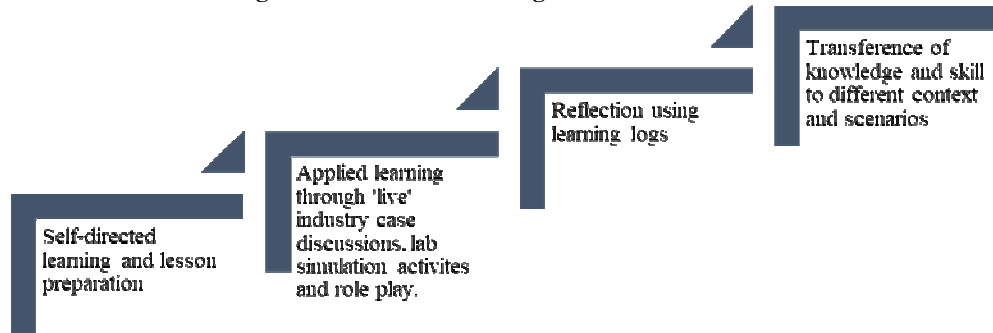 Self-directed
learning and lesson
preparation
Applied learning
through 'live'
industry case
discussions. lab
simulation activites
and role play.
Reflection using
learning logs
Transference of
knowledge and skill
to different context
and scenarios